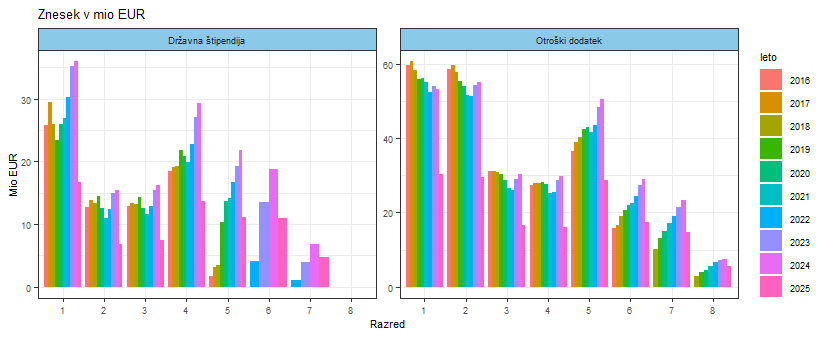 Znesek v mio EUR
Državna štipendija
Otroški dodatek
Mio EUR
30
20
10
0
1 2 3 4 5 6 7 8
60
40
20
0
1 2 3 4 5 6 7 8
Razred
leto
2016
2017
2018
2019
2020
2021
2022
2023
2024
2025